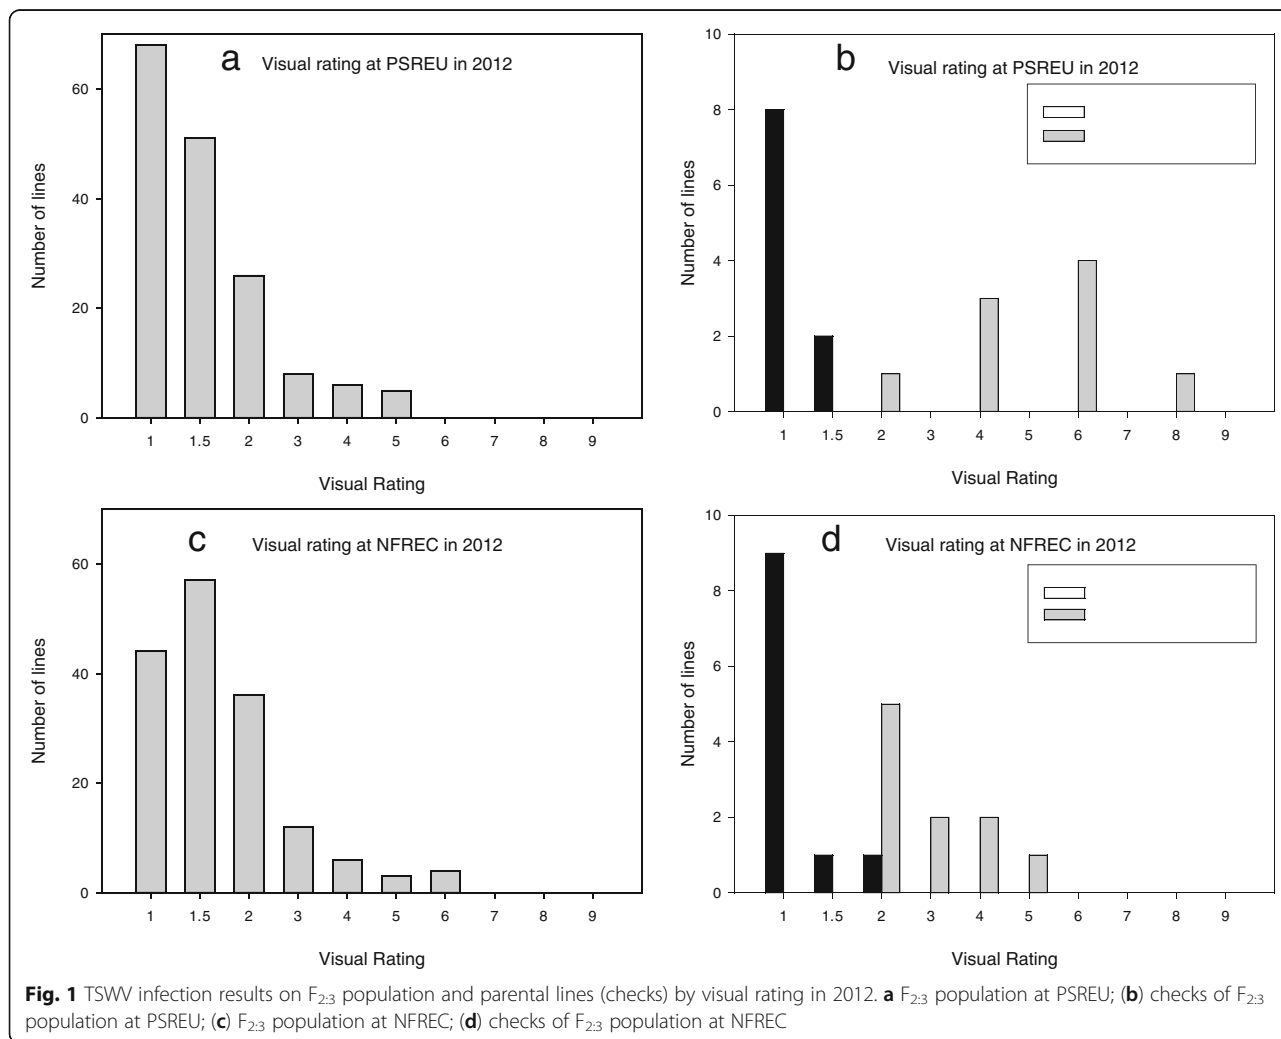 a Visual rating at PSREU in 2012
Number of lines
60
40
20
0
1 1.5 2 3 4 5 6 7 8 9
Visual Rating
b Visual rating at PSREU in 2012
Number of lines
10
8
6
4
2
0
1 1.5 2 3 4 5 6 7 8 9
Visual Rating
c Visual rating at NFREC in 2012
Number of lines
60
40
20
0
1 1.5 2 3 4 5 6 7 8 9
Visual Rating
d Visual rating at NFREC in 2012
Number of lines
10
8
6
4
2
0
1 1.5 2 3 4 5 6 7 8 9
Visual Rating
Fig. 1 TSWV infection results on F2:3 population and parental lines (checks) by visual rating in 2012. a F2:3 population at PSREU; (b) checks of F2:3
population at PSREU; (c) F2:3 population at NFREC; (d) checks of F2:3 population at NFREC